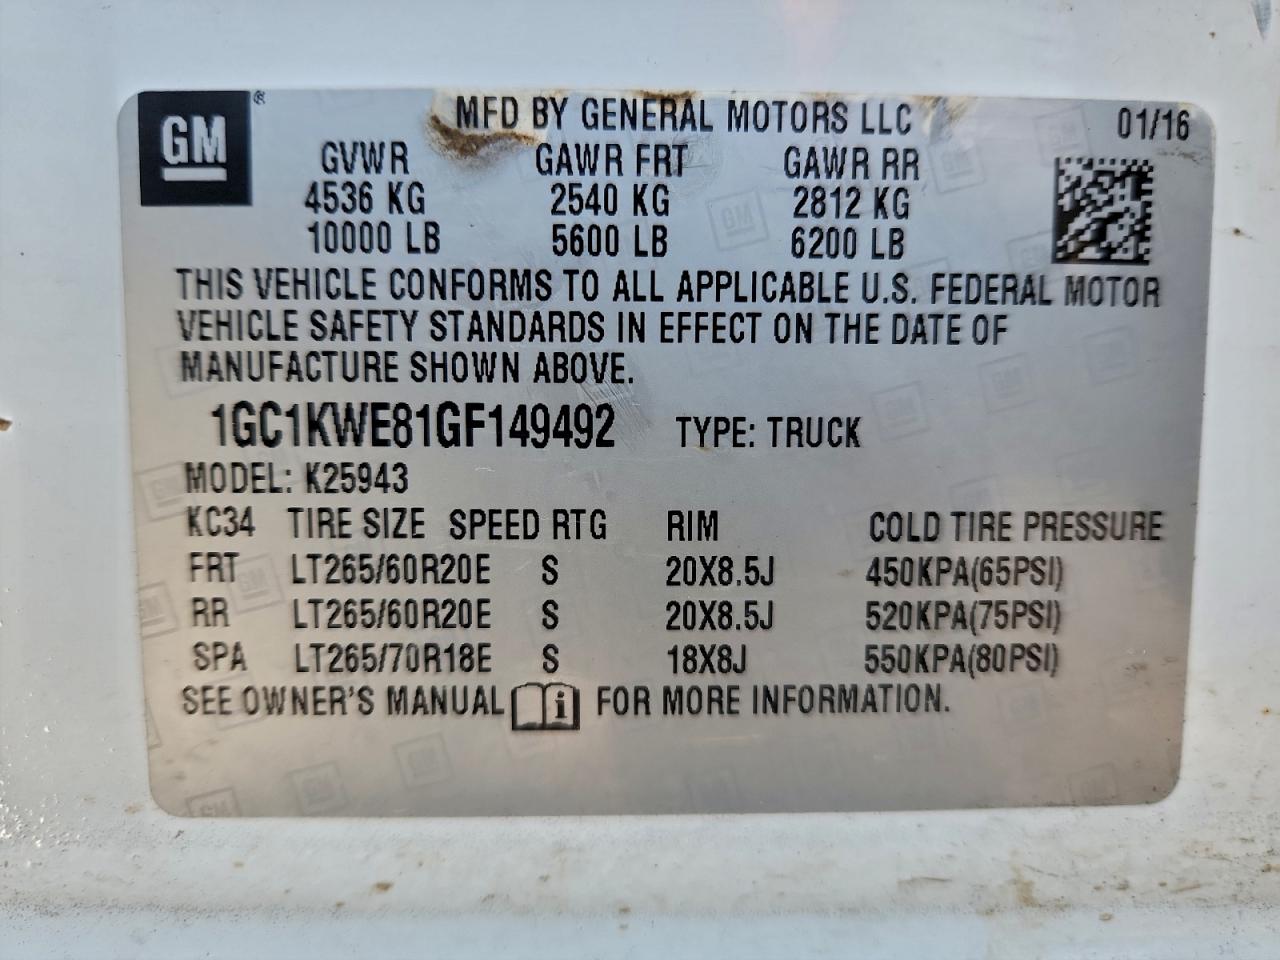 GM ®
MFD BY GENERAL MOTORS LLC 01/16
GVWR GAWR FRT GAWR RR
4536 KG 2540 KG 2812 KG
10000 LB 5600 LB 6200 LB
THIS VEHICLE CONFORMS TO ALL APPLICABLE U.S. FEDERAL MOTOR
VEHICLE SAFETY STANDARDS IN EFFECT ON THE DATE OF
MANUFACTURE SHOWN ABOVE.
1GC1KWE81GF149492 TYPE: TRUCK
MODEL: K25943
KC34 TIRE SIZE SPEED RTG RIM COLD TIRE PRESSURE
FRT LT265/60R20E S 20X8.5J 450KPA(65PSI)
RR LT265/60R20E S 20X8.5J 520KPA(75PSI)
SPA LT265/70R18E S 18X8J 550KPA(80PSI)
SEE OWNER'S MANUAL i FOR MORE INFORMATION.